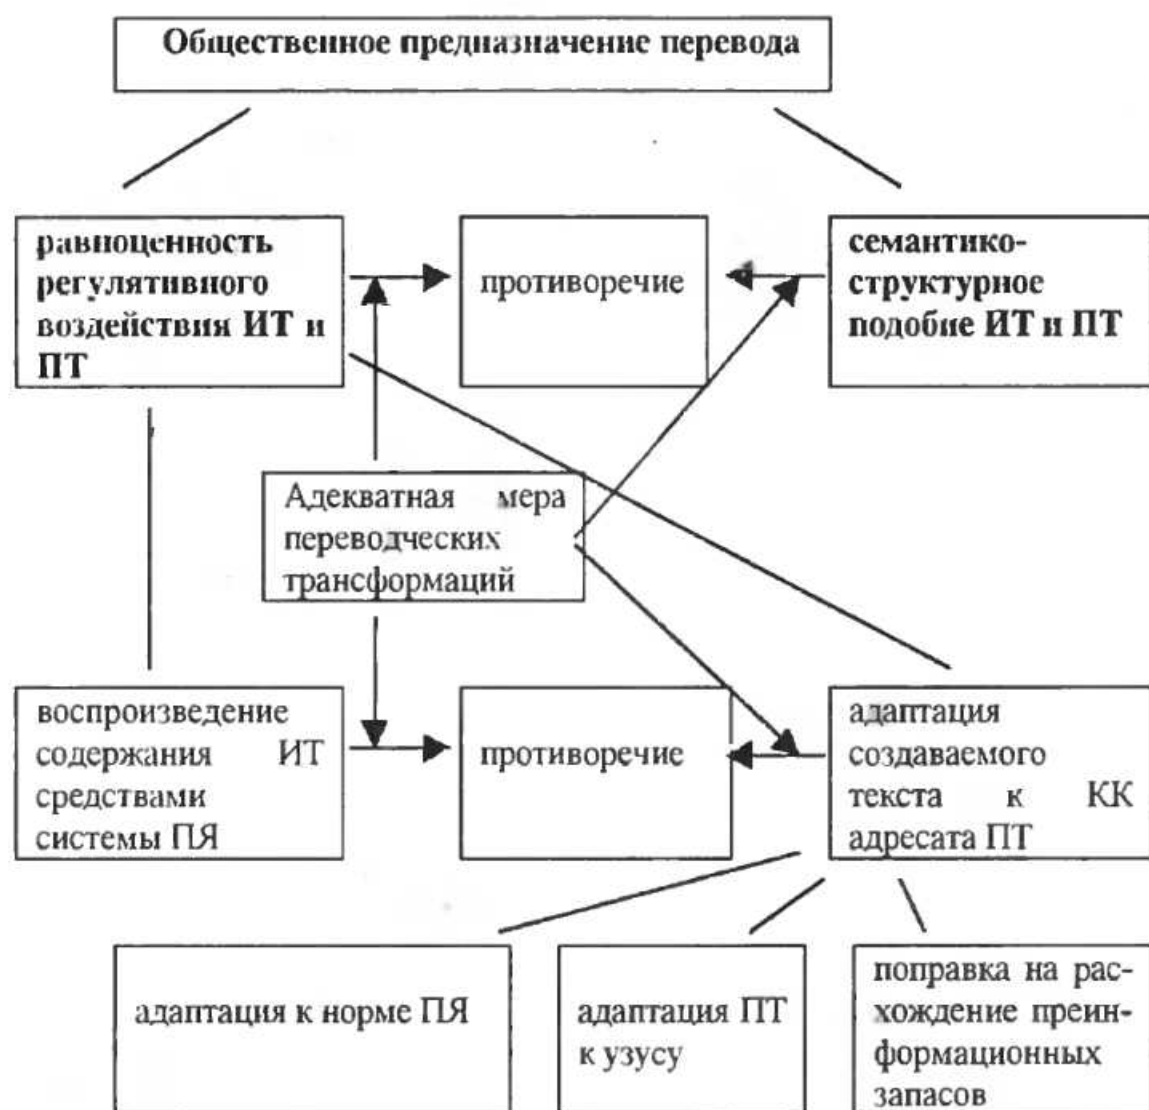 Общественное предназначение перевода
равноценность
регулятивного
воздействия ИТ и
ПТ
противоречие
семантико-
структурное
подобие ИТ и ПТ
Адекватная мера
переводческих
трансформаций
воспроизведение
содержания ИТ
средствами
системы ПЯ
противоречие
адаптация
создаваемого
текста к КК
адресата ПТ
адаптация к норме ПЯ
адаптация ПТ
к узусу
поправка на рас-
хождение преин-
формационных
запасов